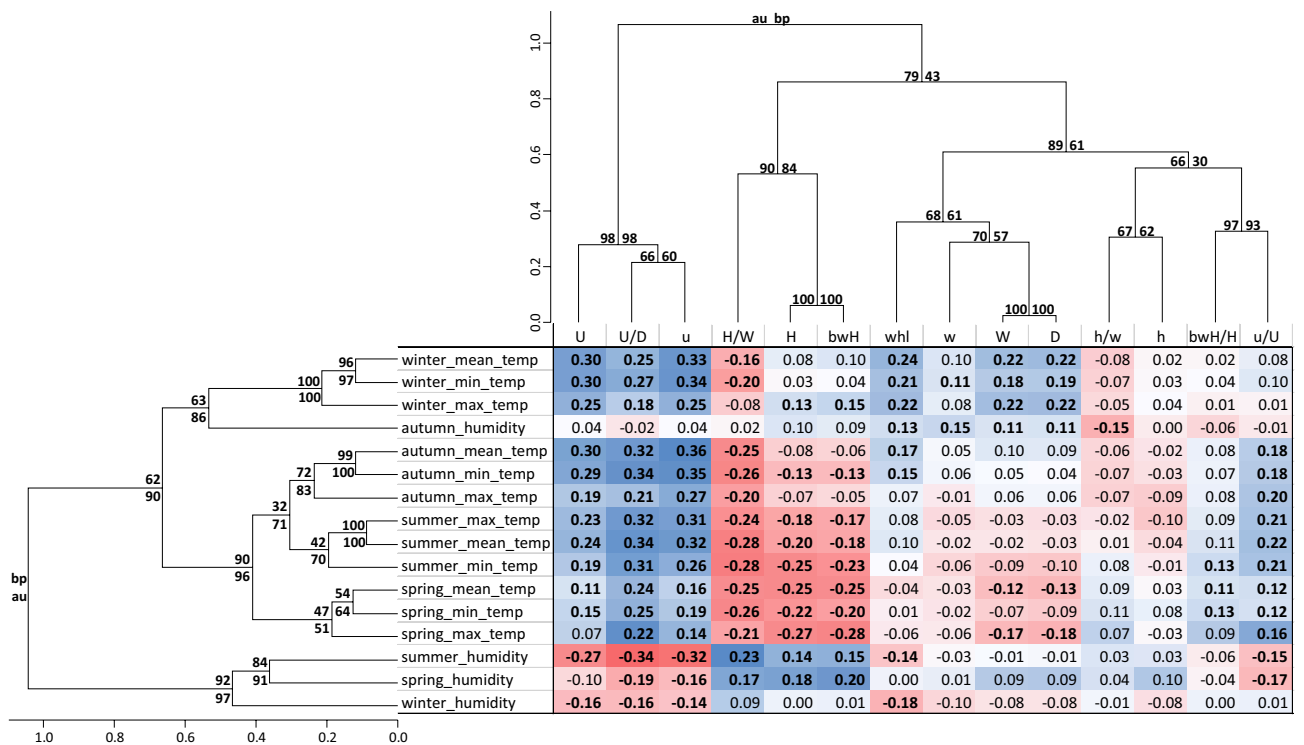 au bp
1.0
0.8
0.6
0.4
0.2
0.0
79 43
89 61
90 84
66 30
68 61
70 57
67 62
97 93
98 98
66 60
100 100
100 100
U U/D u H/W H bwH whl w W D h/w h bwH/H u/U
winter_mean_temp 0.30 0.25 0.33 -0.16 0.08 0.10 0.24 0.10 0.22 0.22 -0.08 0.02 0.02 0.08
winter_min_temp 0.30 0.27 0.34 -0.20 0.03 0.04 0.21 0.11 0.18 0.19 -0.07 0.03 0.04 0.10
winter_max_temp 0.25 0.18 0.25 -0.08 0.13 0.15 0.22 0.08 0.22 0.22 -0.05 0.04 0.01 0.01
autumn_humidity 0.04 -0.02 0.04 0.02 0.10 0.09 0.13 0.15 0.11 0.11 -0.15 0.00 -0.06 -0.01
autumn_mean_temp 0.30 0.32 0.36 -0.25 -0.08 -0.06 0.17 0.05 0.10 0.09 -0.06 -0.02 0.08 0.18
autumn_min_temp 0.29 0.34 0.35 -0.26 -0.13 -0.13 0.15 0.06 0.05 0.04 -0.07 -0.03 0.07 0.18
autumn_max_temp 0.19 0.21 0.27 -0.20 -0.07 -0.05 0.07 -0.01 0.06 0.06 -0.07 -0.09 0.08 0.20
summer_max_temp 0.23 0.32 0.31 -0.24 -0.18 -0.17 0.08 -0.05 -0.03 -0.03 -0.02 -0.10 0.09 0.21
summer_mean_temp 0.24 0.34 0.32 -0.28 -0.20 -0.18 0.10 -0.02 -0.02 -0.03 0.01 -0.04 0.11 0.22
summer_min_temp 0.19 0.31 0.26 -0.28 -0.25 -0.23 0.04 -0.06 -0.09 -0.10 0.08 -0.01 0.13 0.21
spring_mean_temp 0.11 0.24 0.16 -0.25 -0.25 -0.25 -0.04 -0.03 -0.12 -0.13 0.09 0.03 0.11 0.12
spring_min_temp 0.15 0.25 0.19 -0.26 -0.22 -0.20 0.01 -0.02 -0.07 -0.09 0.11 0.08 0.13 0.12
spring_max_temp 0.07 0.22 0.14 -0.21 -0.27 -0.28 -0.06 -0.06 -0.17 -0.18 0.07 -0.03 0.09 0.16
summer_humidity -0.27 -0.34 -0.32 0.23 0.14 0.15 -0.14 -0.03 -0.01 -0.01 0.03 0.03 -0.06 -0.15
spring_humidity -0.10 -0.19 -0.16 0.17 0.18 0.20 0.00 0.01 0.09 0.09 0.04 0.10 -0.04 -0.17
winter_humidity -0.16 -0.16 -0.14 0.09 0.00 0.01 -0.18 -0.10 -0.08 -0.08 -0.01 -0.08 0.00 0.01
96
97
100
100
63
86
99
100
72
83
62
90
32
71
100
100
42
70
90
96
54
64
47
51
bp
au
84
91
92
97
1.0 0.8 0.6 0.4 0.2 0.0